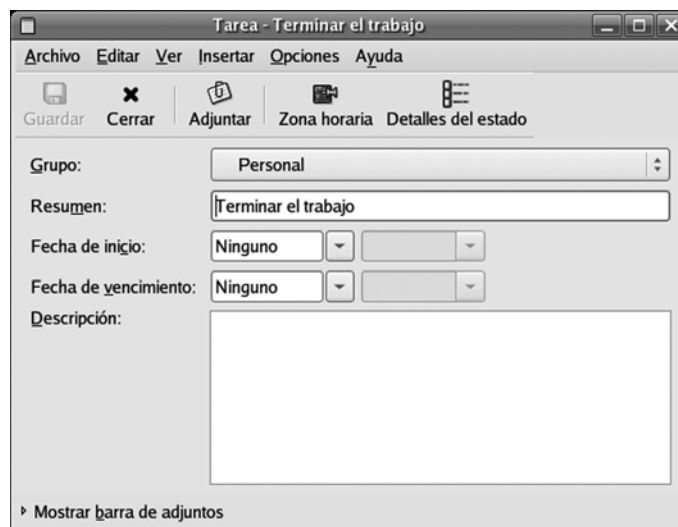 Tarea - Terminar el trabajo
Archivo Editar Ver Insertar Opciones Ayuda
Guardar Cerrar Adjuntar Zona horaria Detalles del estado
Grupo: Personal
Resumen: Terminar el trabajo
Fecha de inicio: Ninguno
Fecha de vencimiento: Ninguno
Descripción:
Mostrar barra de adjuntos